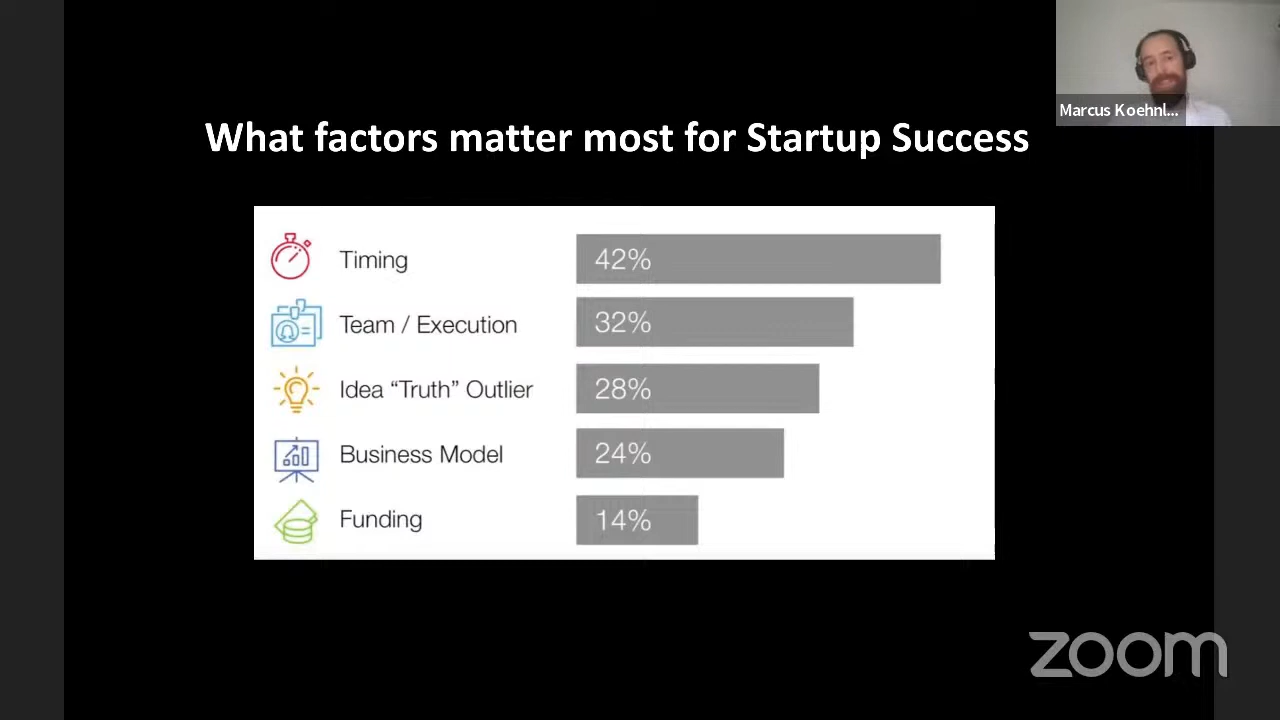 Marcus Koehnl...
What factors matter most for Startup Success
Timing 42%
Team / Execution 32%
Idea “Truth” Outlier 28%
Business Model 24%
Funding 14%
zoom